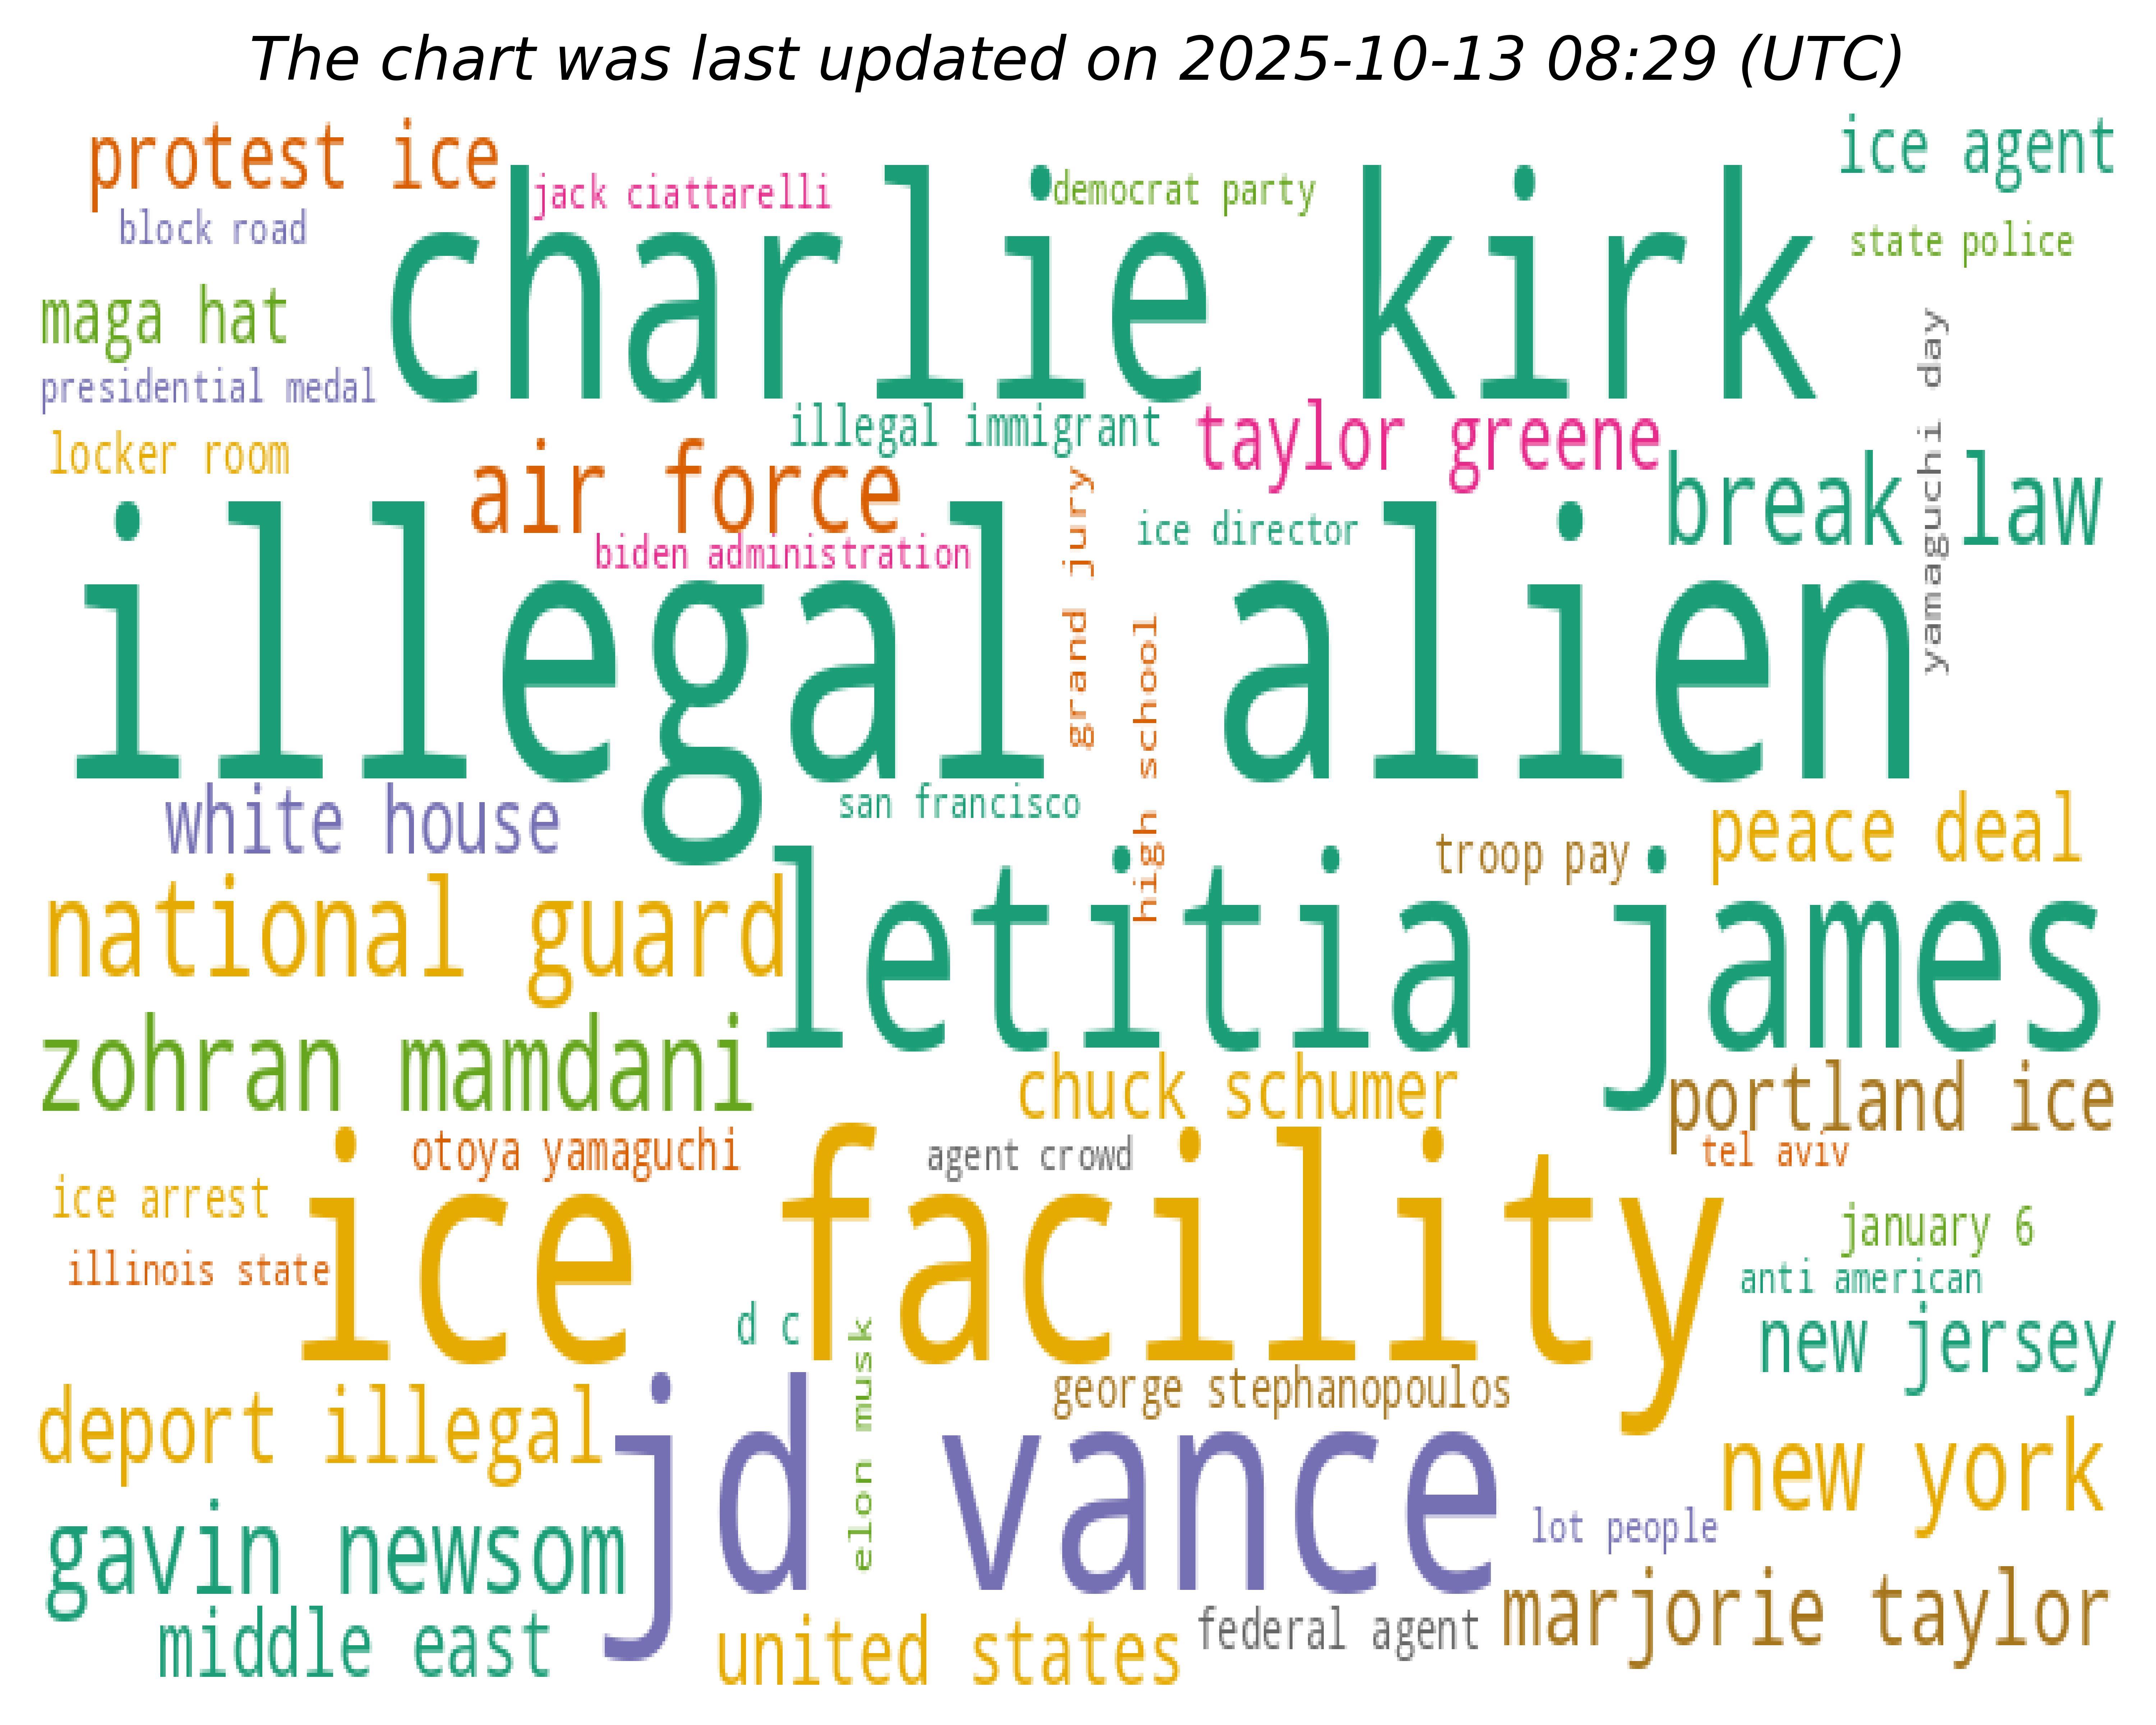 The chart was last updated on 2025-10-13 08:29 (UTC)
protest ice
ice agent
jack ciattarelli
democrat party
block road
state police
charlie kirk
maga hat
presidential medal
yamaguchi day
illegal immigrant
taylor greene
locker room
air force
break law
grand jury
ice director
biden administration
illegal alien
high school
white house
san francisco
peace deal
troop pay
national guard
letitia james
zohran mamdani
chuck schumer
portland ice
otoya yamaguchi
agent crowd
tel aviv
ice arrest
ice facility
january 6
illinois state
anti american
d c
elon musk
new jersey
george stephanopoulos
deport illegal
jd vance
new york
gavin newsom
lot people
marjorie taylor
middle east
united states
federal agent